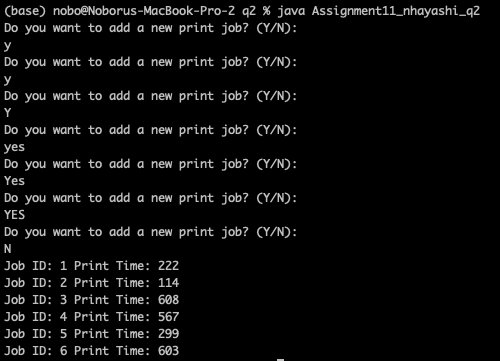 (base) nobo@Noborus-MacBook-Pro-2 q2 % java Assignment11_nhayashi_q2
Do you want to add a new print job? (Y/N):
y
Do you want to add a new print job? (Y/N):
y
Do you want to add a new print job? (Y/N):
Y
Do you want to add a new print job? (Y/N):
yes
Do you want to add a new print job? (Y/N):
Yes
Do you want to add a new print job? (Y/N):
YES
Do you want to add a new print job? (Y/N):
N
Job ID: 1 Print Time: 222
Job ID: 2 Print Time: 114
Job ID: 3 Print Time: 608
Job ID: 4 Print Time: 567
Job ID: 5 Print Time: 299
Job ID: 6 Print Time: 603